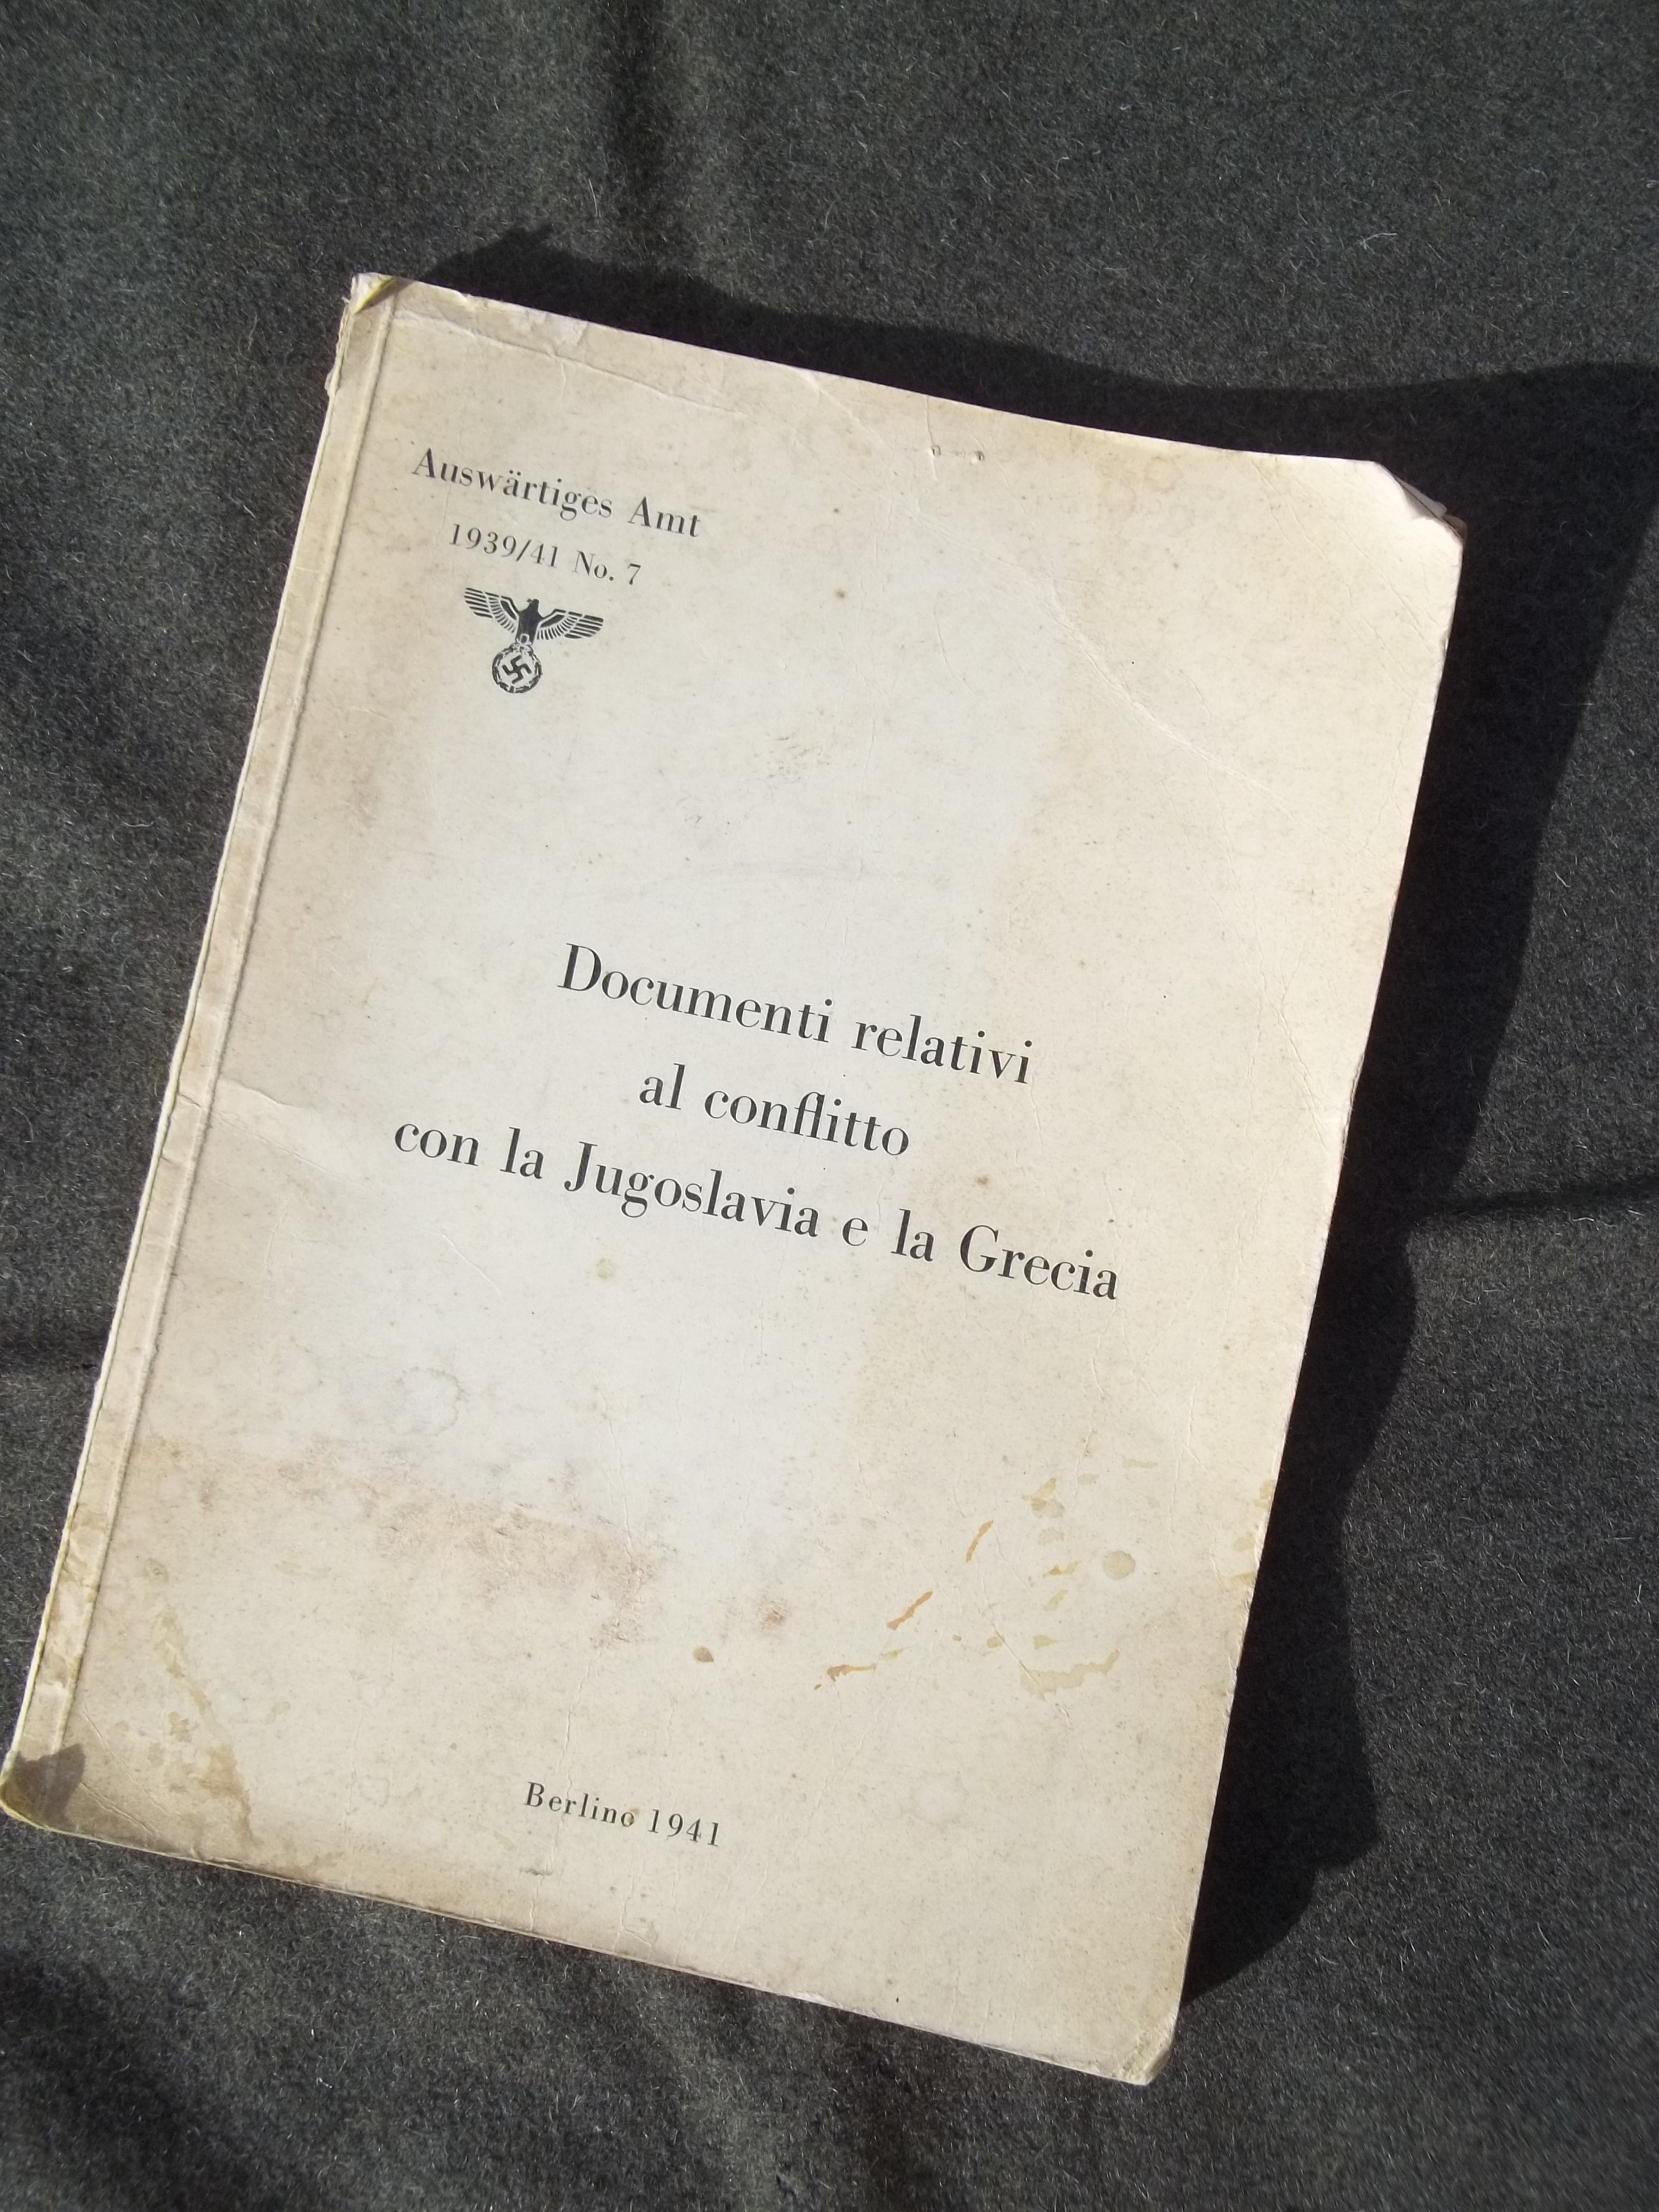 Auswärtiges Amt
1939/41 No. 7
Documenti relativi
al conflitto
con la Jugoslavia e la Grecia
Berlino 1941